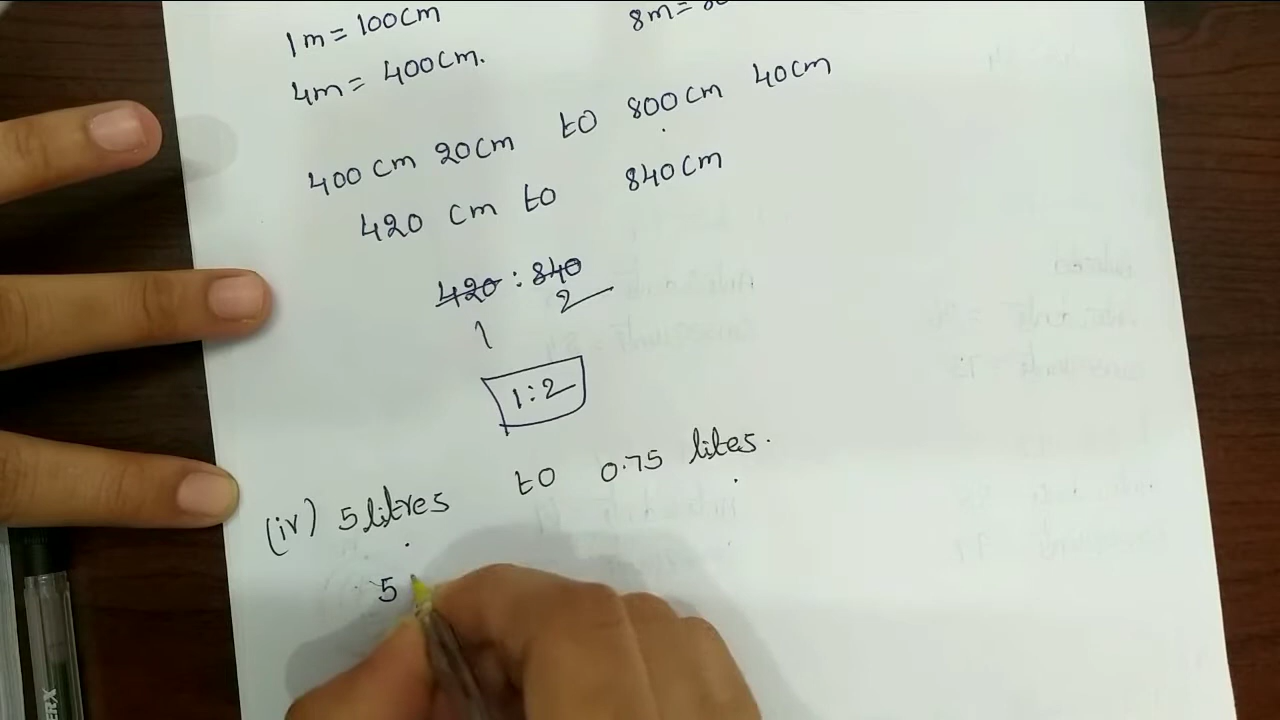 1m = 100cm
8m =
4m = 400cm.
400 cm 20cm to 800cm 40cm
420 cm to 840cm
420 : 840
1 2
1:2
(iv) 5 litres to 0.75 lites.
5